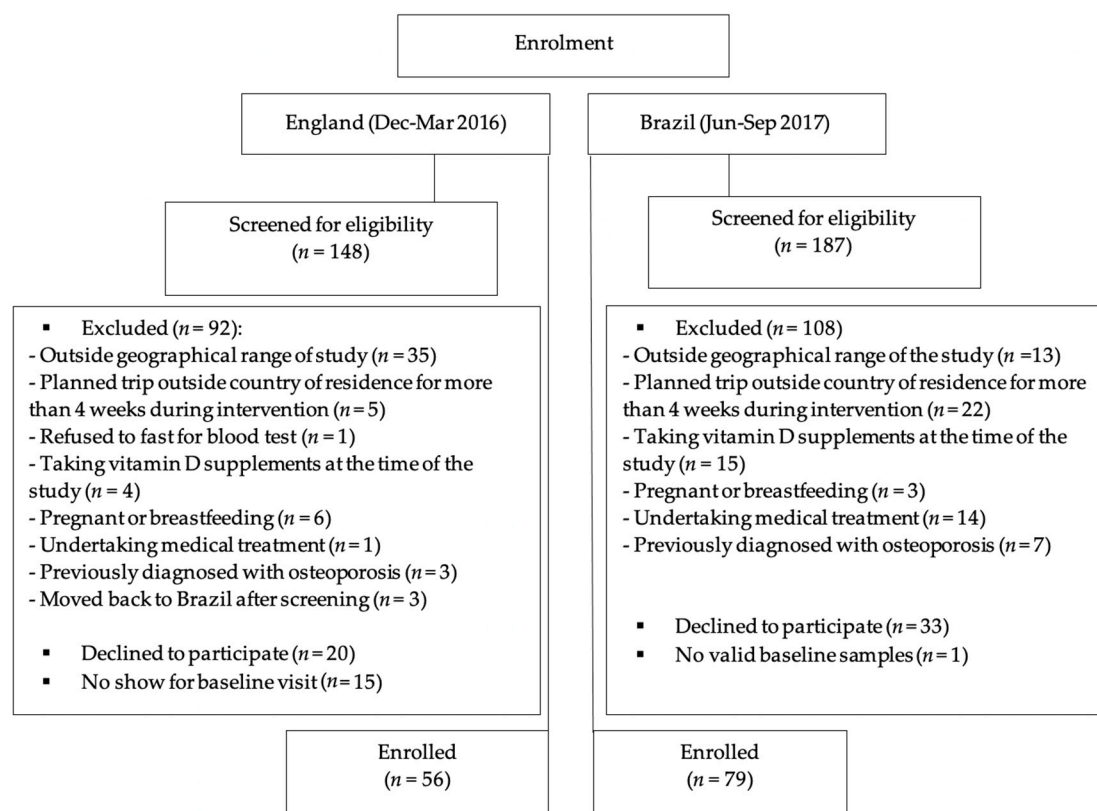 Enrolment
England (Dec-Mar 2016)
Brazil (Jun-Sep 2017)
Screened for eligibility
(n = 148)
Screened for eligibility
(n = 187)
▪ Excluded (n = 92):
- Outside geographical range of study (n = 35)
- Planned trip outside country of residence for more
than 4 weeks during intervention (n = 5)
- Refused to fast for blood test (n = 1)
- Taking vitamin D supplements at the time of the
study (n = 4)
- Pregnant or breastfeeding (n = 6)
- Undertaking medical treatment (n = 1)
- Previously diagnosed with osteoporosis (n = 3)
- Moved back to Brazil after screening (n = 3)
▪ Declined to participate (n = 20)
▪ No show for baseline visit (n = 15)
▪ Excluded (n = 108)
- Outside geographical range of the study (n =13)
- Planned trip outside country of residence for more
than 4 weeks during intervention (n = 22)
- Taking vitamin D supplements at the time of the
study (n = 15)
- Pregnant or breastfeeding (n = 3)
- Undertaking medical treatment (n = 14)
- Previously diagnosed with osteoporosis (n = 7)
▪ Declined to participate (n = 33)
▪ No valid baseline samples (n = 1)
Enrolled
(n = 56)
Enrolled
(n = 79)